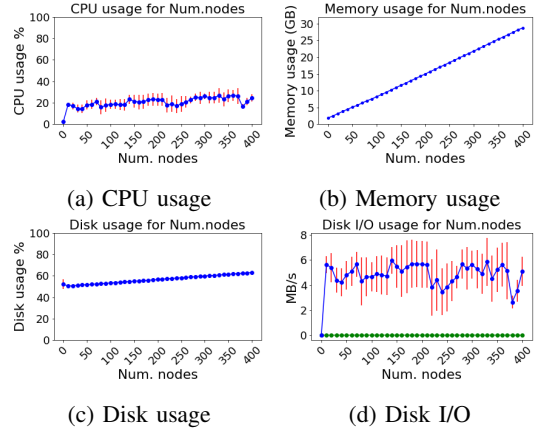 CPU usage for Num.nodes
CPU usage %
100
80
60
40
20
0
0 50 100 150 200 250 300 350 400
Num. nodes
(a) CPU usage
Memory usage for Num.nodes
Memory usage (GB)
30
25
20
15
10
5
0
0 50 100 150 200 250 300 350 400
Num. nodes
(b) Memory usage
Disk usage for Num.nodes
Disk usage %
100
80
60
40
20
0
0 50 100 150 200 250 300 350 400
Num. nodes
(c) Disk usage
Disk I/O usage for Num.nodes
MB/s
8
6
4
2
0
0 50 100 150 200 250 300 350 400
Num. nodes
(d) Disk I/O